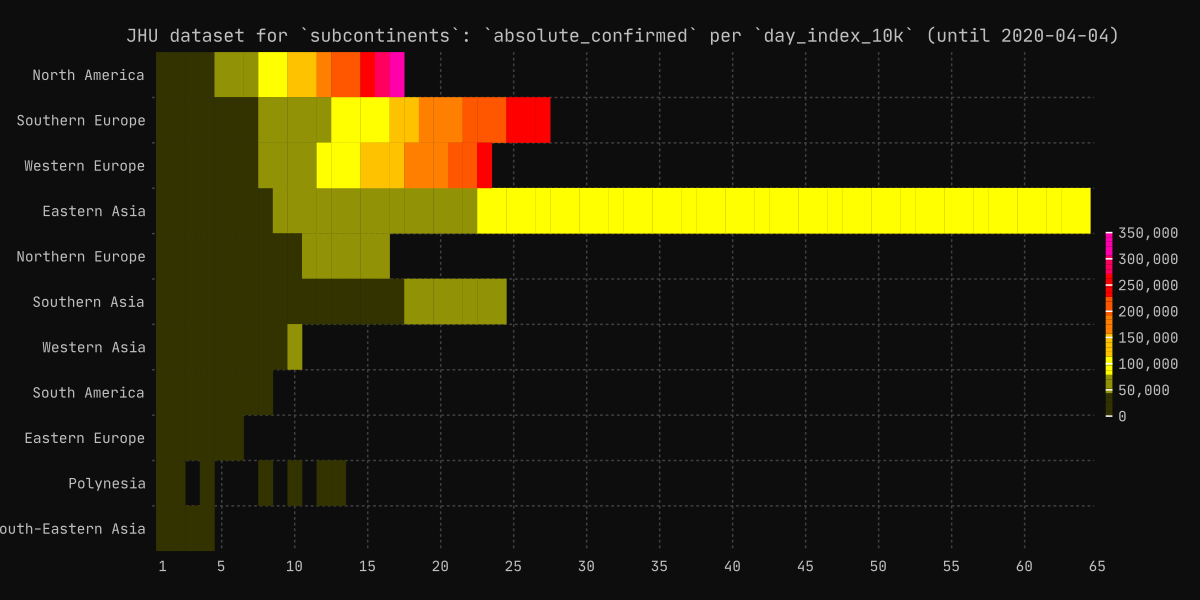 JHU dataset for `subcontinents`: `absolute_confirmed` per `day_index_10k` (until 2020-04-04)
North America
Southern Europe
Western Europe
Eastern Asia
Northern Europe
Southern Asia
Western Asia
South America
Eastern Europe
Polynesia
outh-Eastern Asia
350,000
300,000
250,000
200,000
150,000
100,000
50,000
0
1 5 10 15 20 25 30 35 40 45 50 55 60 65